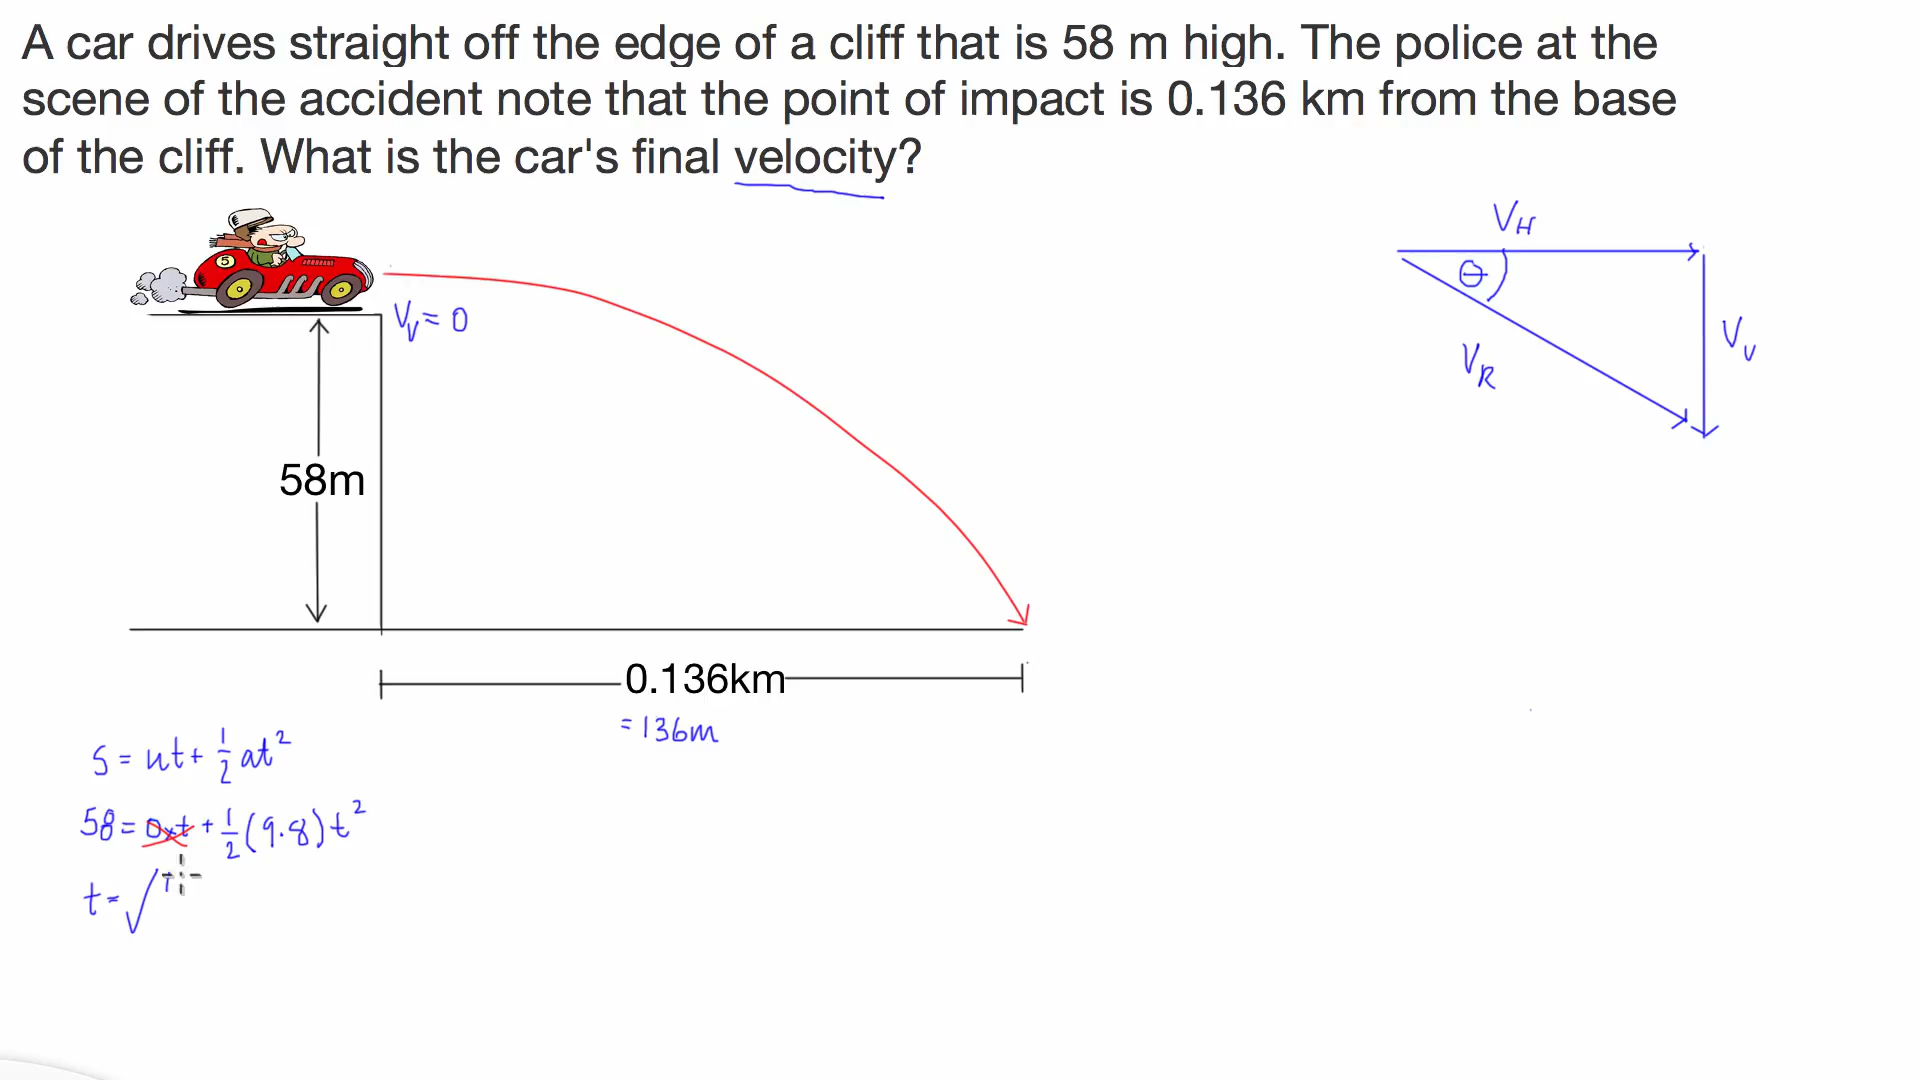 A car drives straight off the edge of a cliff that is 58 m high. The police at the
scene of the accident note that the point of impact is 0.136 km from the base
of the cliff. What is the car's final velocity?
V_H
θ
V_V
V_R
5
V_V = 0
58m
0.136km
= 136m
s = ut + 1/2 at²
58 = 0×t + 1/2 (9.8) t²
t = √